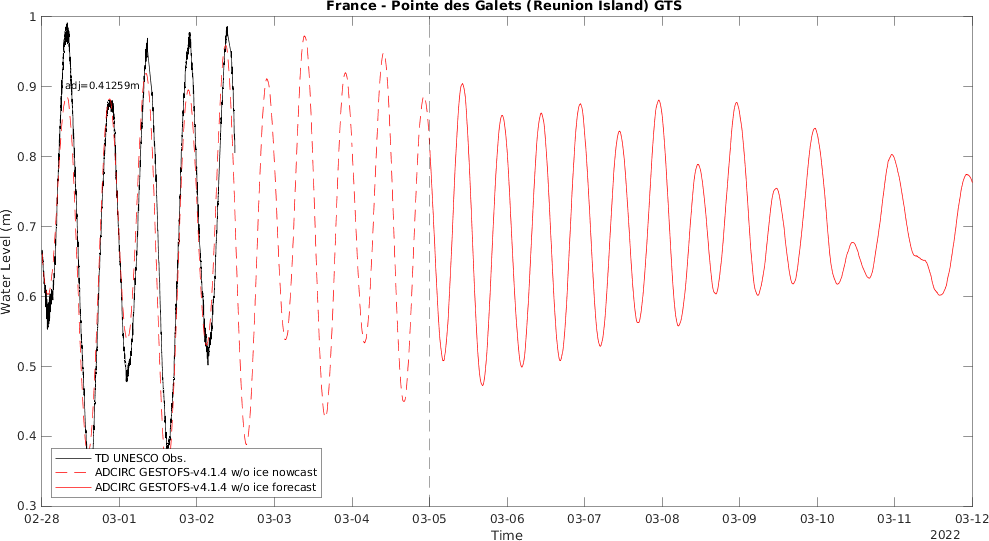 France - Pointe des Galets (Reunion Island) GTS
1
0.9
0.8
0.7
0.6
0.5
0.4
0.3
Water Level (m)
adj=0.41259m
TD UNESCO Obs.
ADCIRC GESTOFS-v4.1.4 w/o ice nowcast
ADCIRC GESTOFS-v4.1.4 w/o ice forecast
02-28 03-01 03-02 03-03 03-04 03-05 03-06 03-07 03-08 03-09 03-10 03-11 03-12
Time
2022